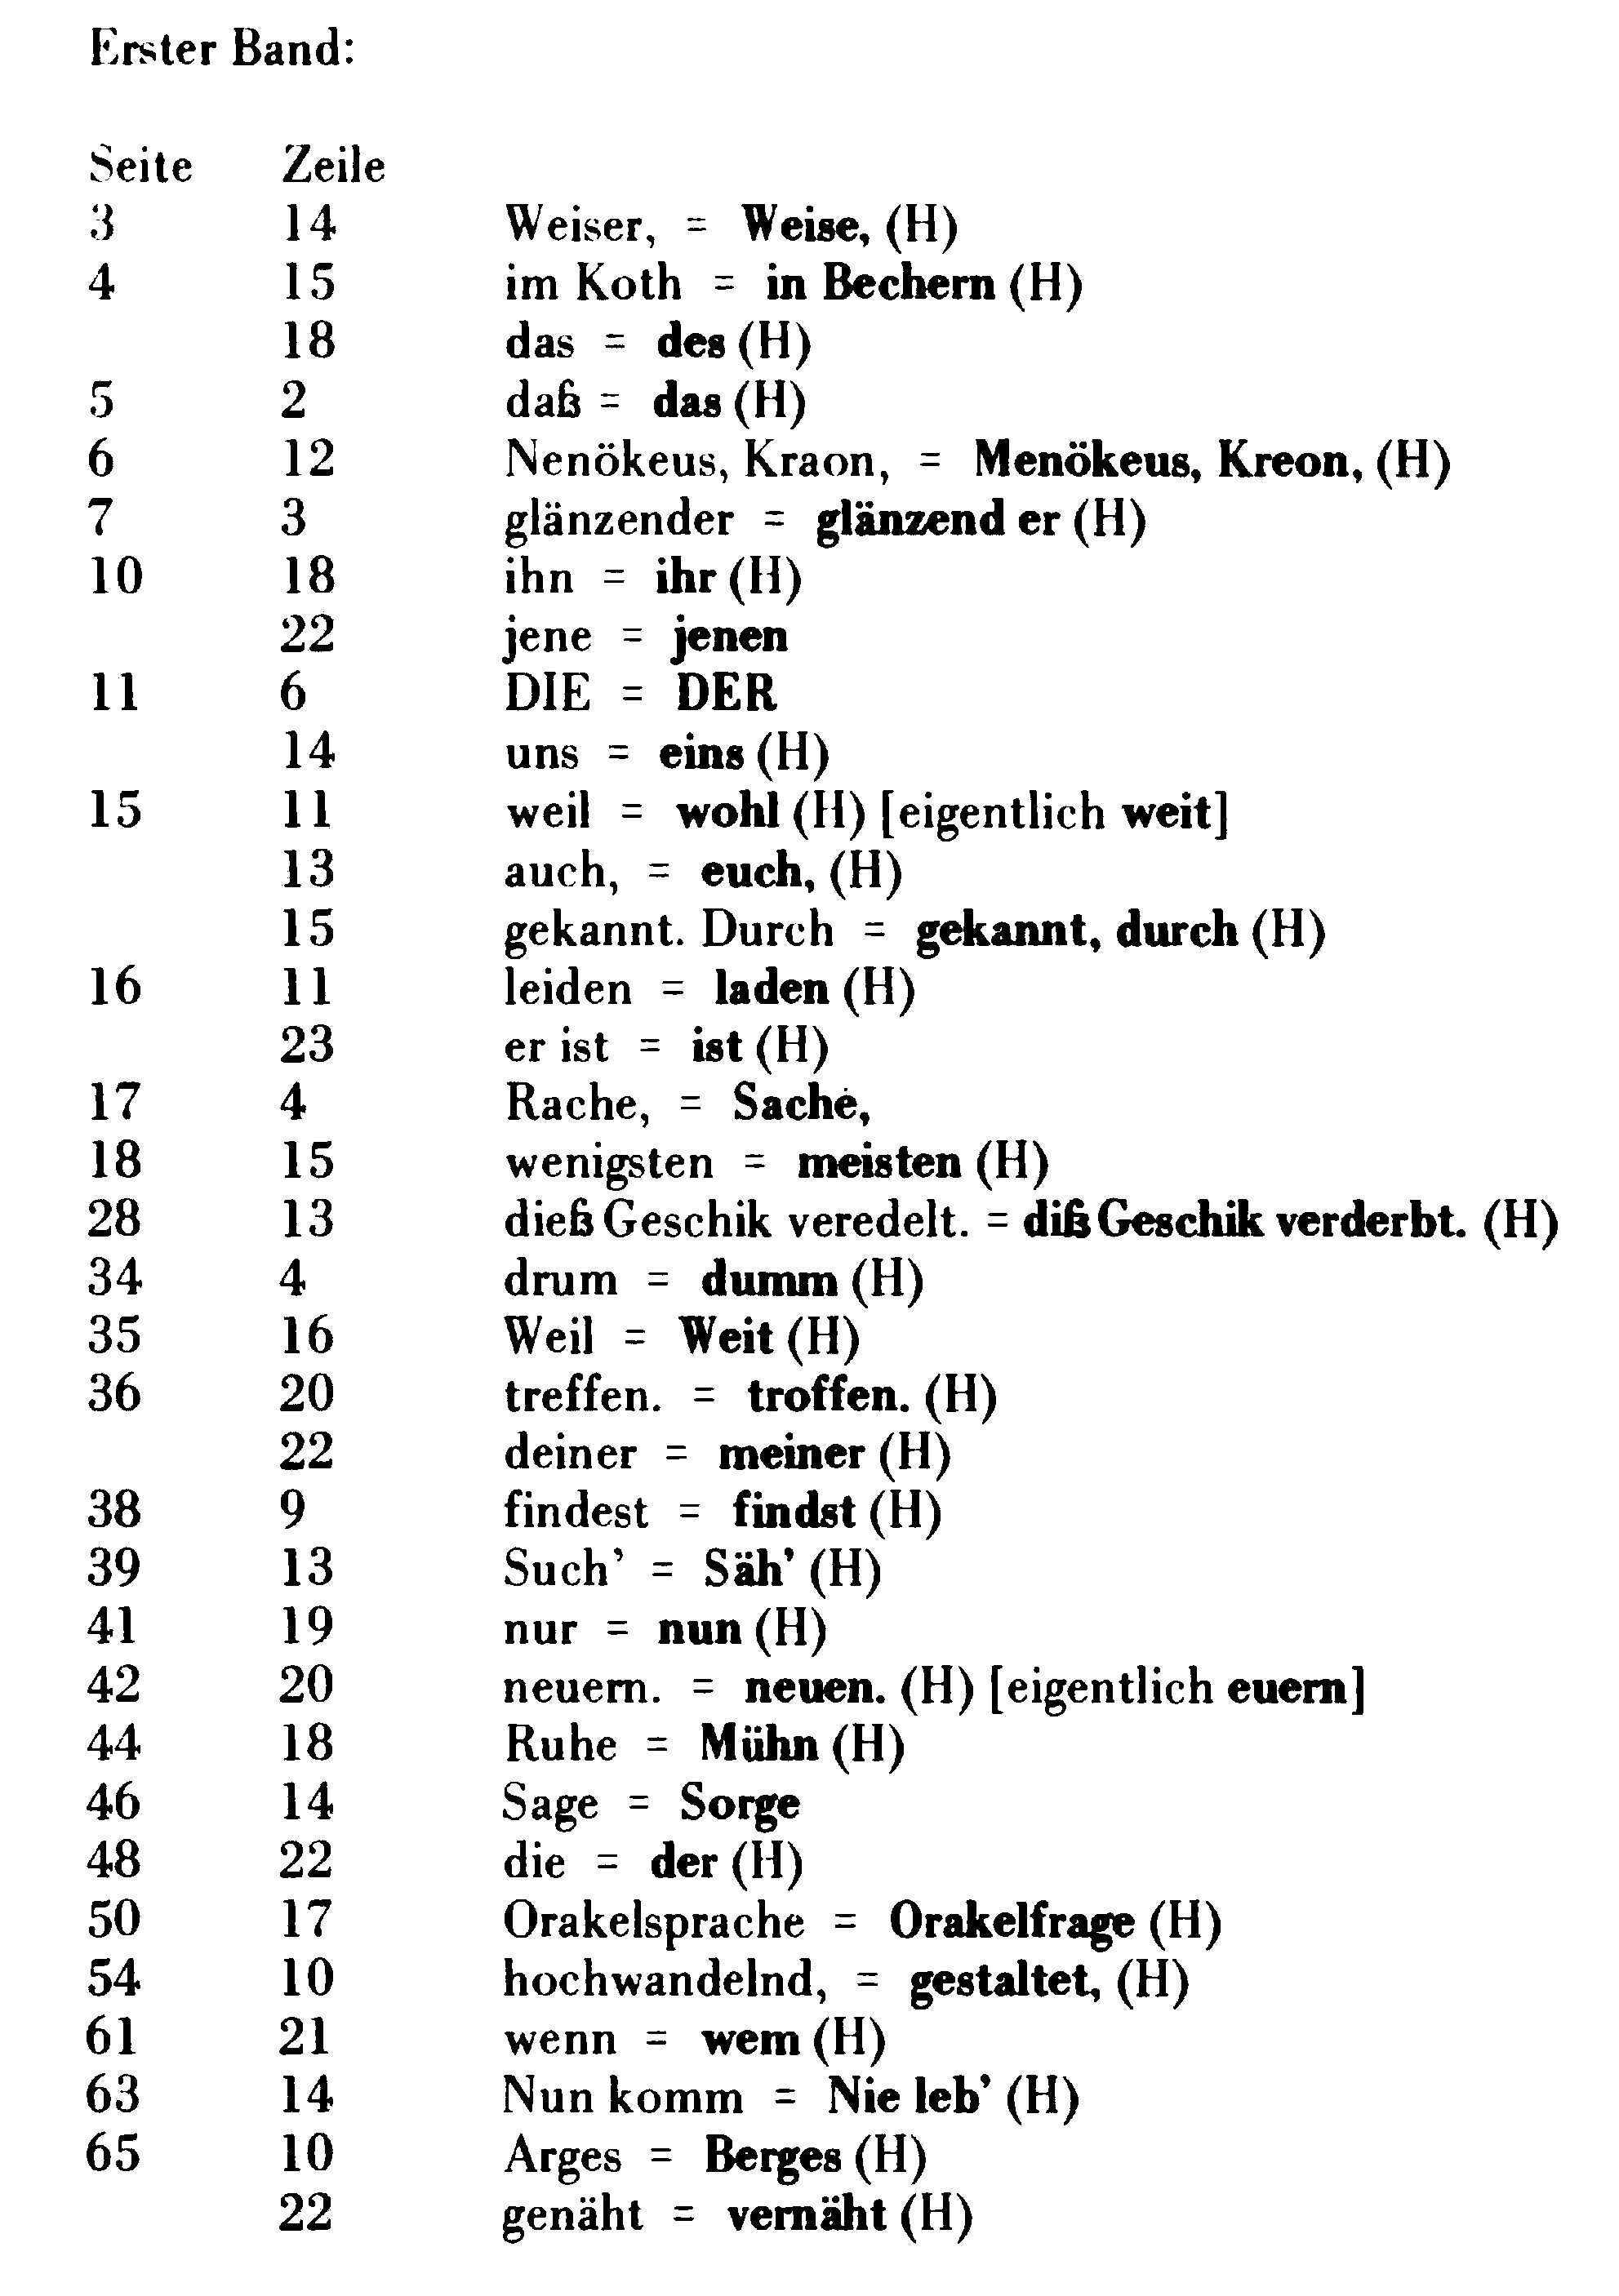 Erster Band:
Seite Zeile
3 14 Weiser, = Weise, (H)
4 15 im Koth = in Bechern (H)
18 das = des (H)
5 2 daß = das (H)
6 12 Nenökeus, Kraon, = Menökeus, Kreon, (H)
7 3 glänzender = glänzend er (H)
10 18 ihn = ihr (H)
22 jene = jenen
11 6 DIE = DER
14 uns = eins (H)
15 11 weil = wohl (H) [eigentlich weit]
13 auch, = euch, (H)
15 gekannt. Durch = gekannt, durch (H)
16 11 leiden = laden (H)
23 er ist = ist (H)
17 4 Rache, = Sache,
18 15 wenigsten = meisten (H)
28 13 dieß Geschik veredelt. = diß Geschik verderbt. (H)
34 4 drum = dumm (H)
35 16 Weil = Weit (H)
36 20 treffen. = troffen. (H)
22 deiner = meiner (H)
38 9 findest = findst (H)
39 13 Such’ = Säh’ (H)
41 19 nur = nun (H)
42 20 neuem. = neuen. (H) [eigentlich euern]
44 18 Ruhe = Mühn (H)
46 14 Sage = Sorge
48 22 die = der (H)
50 17 Orakelsprache = Orakelfrage (H)
54 10 hochwandelnd, = gestaltet, (H)
61 21 wenn = wem (H)
63 14 Nun komm = Nie leb’ (H)
65 10 Arges = Berges (H)
22 genäht = vernäht (H)